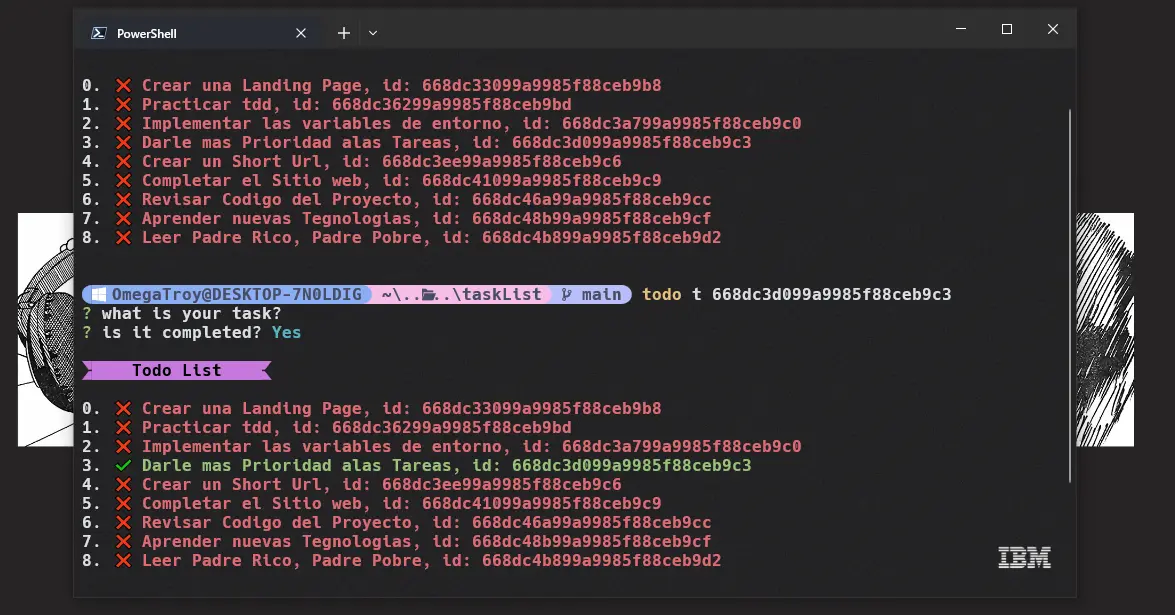 PowerShell
0. ❌ Crear una Landing Page, id: 668dc33099a9985f88ceb9b8
1. ❌ Practicar tdd, id: 668dc36299a9985f88ceb9bd
2. ❌ Implementar las variables de entorno, id: 668dc3a799a9985f88ceb9c0
3. ❌ Darle mas Prioridad alas Tareas, id: 668dc3d099a9985f88ceb9c3
4. ❌ Crear un Short Url, id: 668dc3ee99a9985f88ceb9c6
5. ❌ Completar el Sitio web, id: 668dc41099a9985f88ceb9c9
6. ❌ Revisar Codigo del Proyecto, id: 668dc46a99a9985f88ceb9cc
7. ❌ Aprender nuevas Tegnologias, id: 668dc48b99a9985f88ceb9cf
8. ❌ Leer Padre Rico, Padre Pobre, id: 668dc4b899a9985f88ceb9d2
OmegaTroy@DESKTOP-7N0LDIG ~\..\..\taskList main todo t 668dc3d099a9985f88ceb9c3
? what is your task?
? is it completed? Yes
Todo List
0. ❌ Crear una Landing Page, id: 668dc33099a9985f88ceb9b8
1. ❌ Practicar tdd, id: 668dc36299a9985f88ceb9bd
2. ❌ Implementar las variables de entorno, id: 668dc3a799a9985f88ceb9c0
3. ✔ Darle mas Prioridad alas Tareas, id: 668dc3d099a9985f88ceb9c3
4. ❌ Crear un Short Url, id: 668dc3ee99a9985f88ceb9c6
5. ❌ Completar el Sitio web, id: 668dc41099a9985f88ceb9c9
6. ❌ Revisar Codigo del Proyecto, id: 668dc46a99a9985f88ceb9cc
7. ❌ Aprender nuevas Tegnologias, id: 668dc48b99a9985f88ceb9cf
8. ❌ Leer Padre Rico, Padre Pobre, id: 668dc4b899a9985f88ceb9d2
IBM